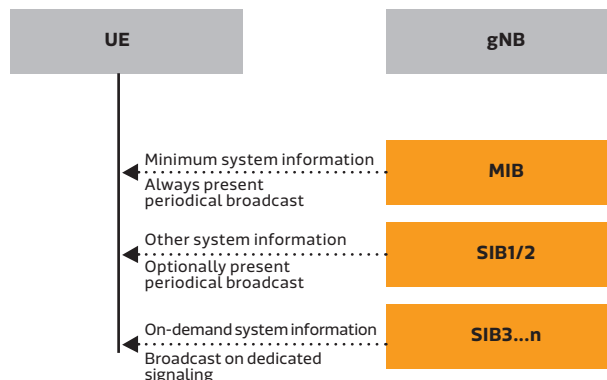 UE
gNB
Minimum system information
MIB
Always present
periodical broadcast
Other system information
SIB1/2
Optionally present
periodical broadcast
On-demand system information
SIB3...n
Broadcast on dedicated
signaling